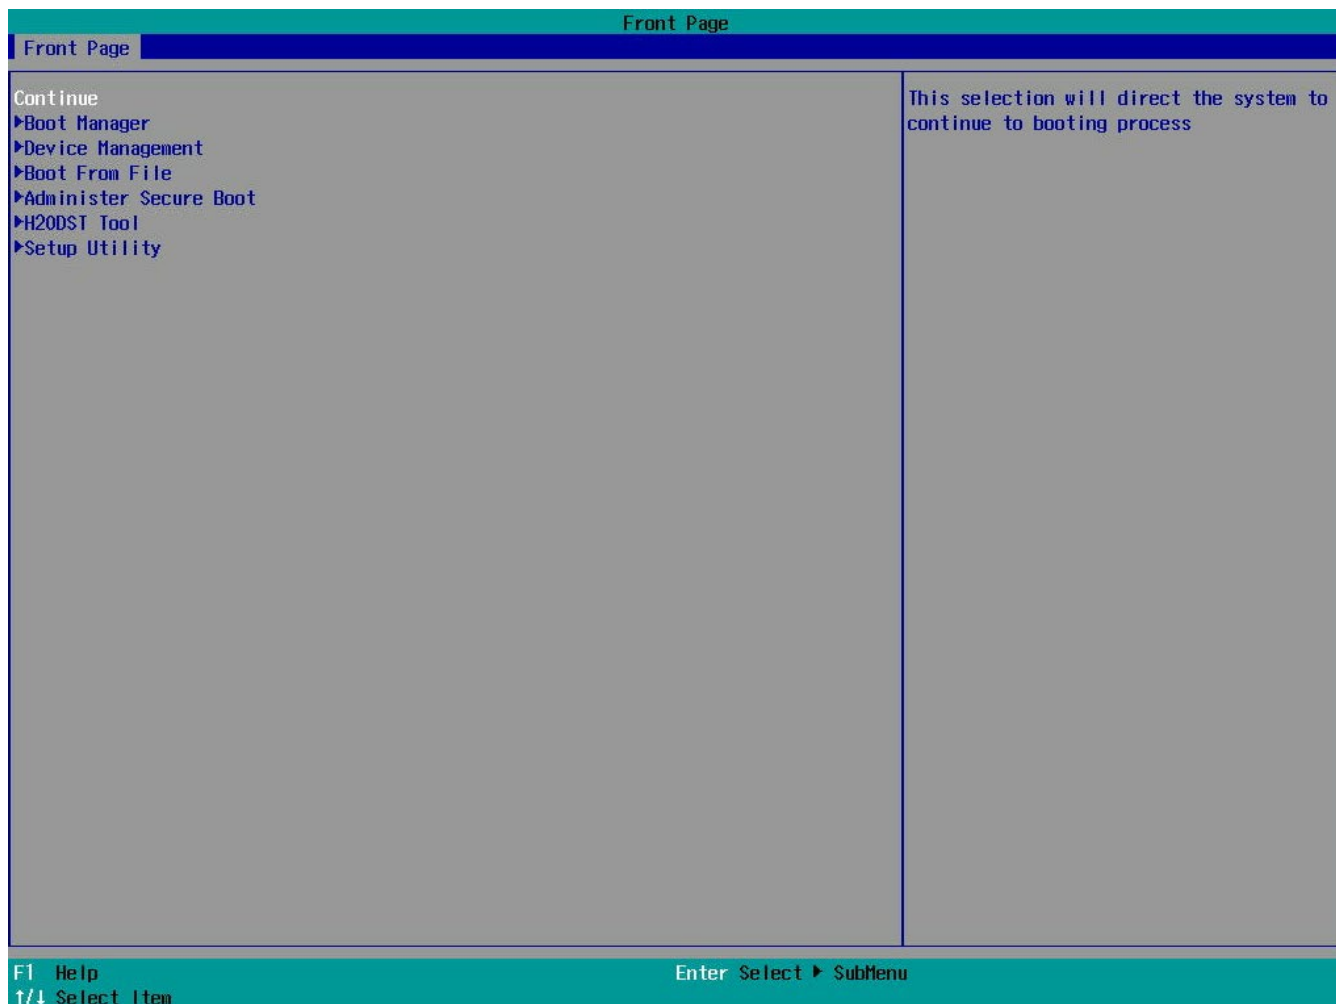 Front Page
Front Page
Continue
▶Boot Manager
▶Device Management
▶Boot From File
▶Administer Secure Boot
▶H2ODST Tool
▶Setup Utility
This selection will direct the system to
continue to booting process
F1 Help
Enter Select ▶ SubMenu
↑/↓ Select Item